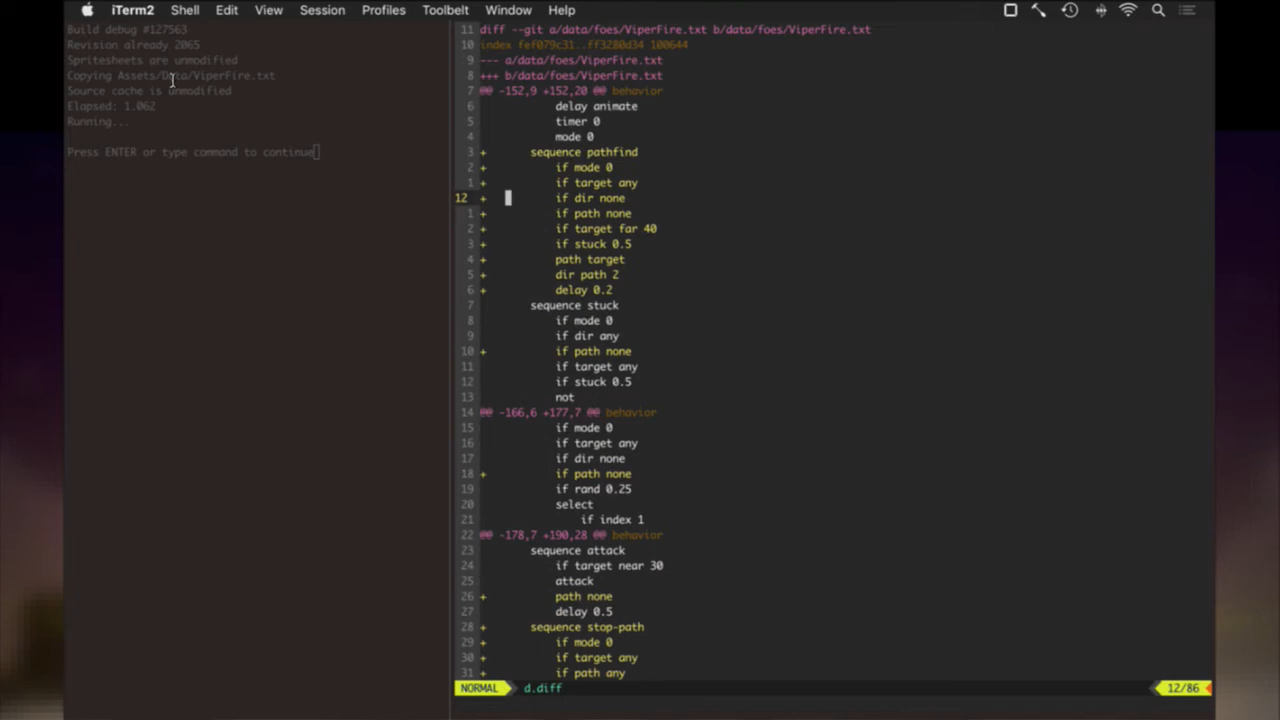 iTerm2 Shell Edit View Session Profiles Toolbelt Window Help
Build debug #127563
Revision already 2065
Spritesheets are unmodified
Copying Assets/Data/ViperFire.txt
Source cache is unmodified
Elapsed: 1.062
Running...
Press ENTER or type command to continue
11 diff --git a/data/foes/ViperFire.txt b/data/foes/ViperFire.txt
10 index fef079c31..ff3280d34 100644
9 --- a/data/foes/ViperFire.txt
8 +++ b/data/foes/ViperFire.txt
7 @@ -152,9 +152,20 @@ behavior
6 delay animate
5 timer 0
4 mode 0
3 + sequence pathfind
2 + if mode 0
1 + if target any
12 + if dir none
1 + if path none
2 + if target far 40
3 + if stuck 0.5
4 + path target
5 + dir path 2
6 + delay 0.2
7 sequence stuck
8 if mode 0
9 if dir any
10 + if path none
11 if target any
12 if stuck 0.5
13 not
14 @@ -166,6 +177,7 @@ behavior
15 if mode 0
16 if target any
17 if dir none
18 + if path none
19 if rand 0.25
20 select
21 if index 1
22 @@ -178,7 +190,28 @@ behavior
23 sequence attack
24 if target near 30
25 attack
26 + path none
27 delay 0.5
28 + sequence stop-path
29 + if mode 0
30 + if target any
31 + if path any
NORMAL d.diff 12/86